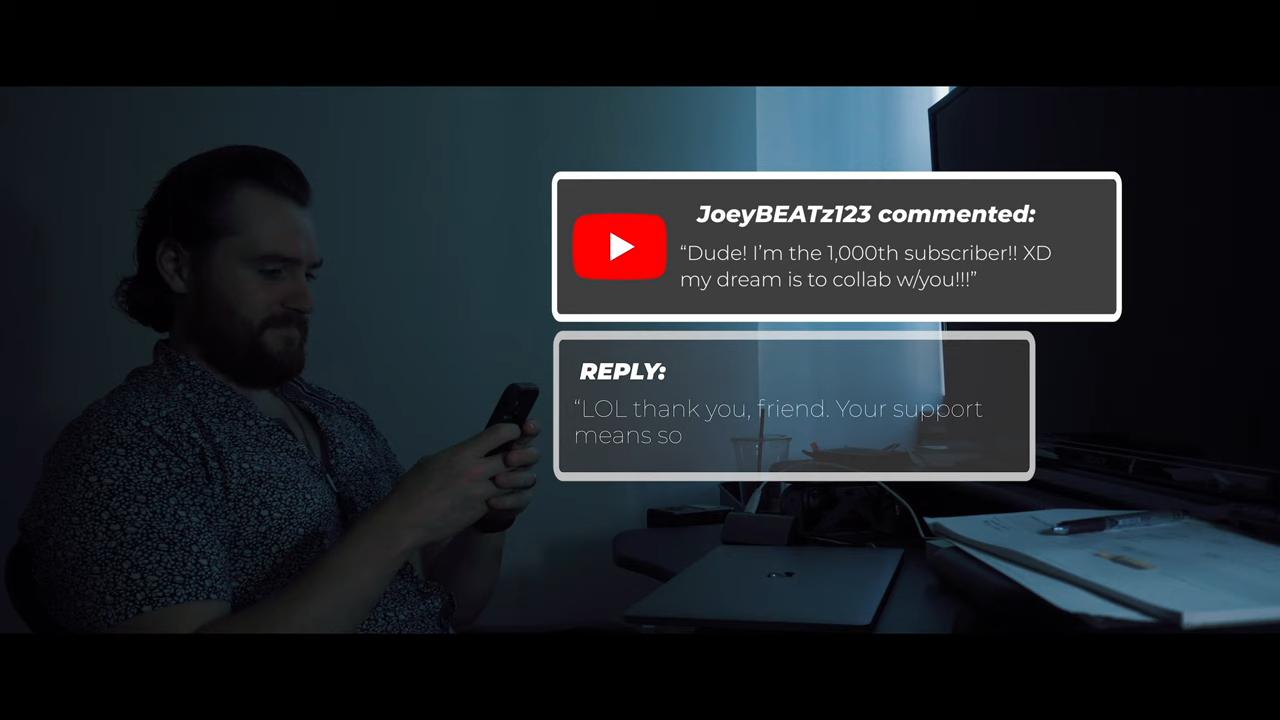 JoeyBEATz123 commented:
“Dude! I’m the 1,000th subscriber!! XD
my dream is to collab w/you!!!”
REPLY:
“LOL thank you, friend. Your support
means so